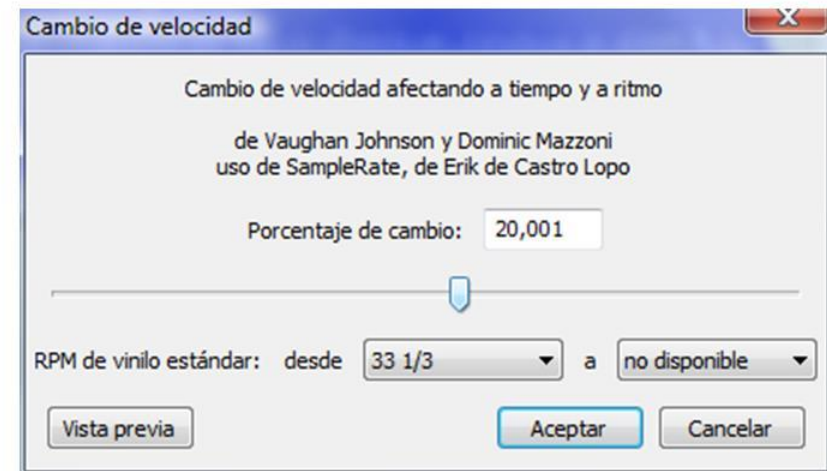 Cambio de velocidad
Cambio de velocidad afectando a tiempo y a ritmo
de Vaughan Johnson y Dominic Mazzoni
uso de SampleRate, de Erik de Castro Lopo
Porcentaje de cambio: 20,001
RPM de vinilo estándar: desde 33 1/3 a no disponible
Vista previa Aceptar Cancelar